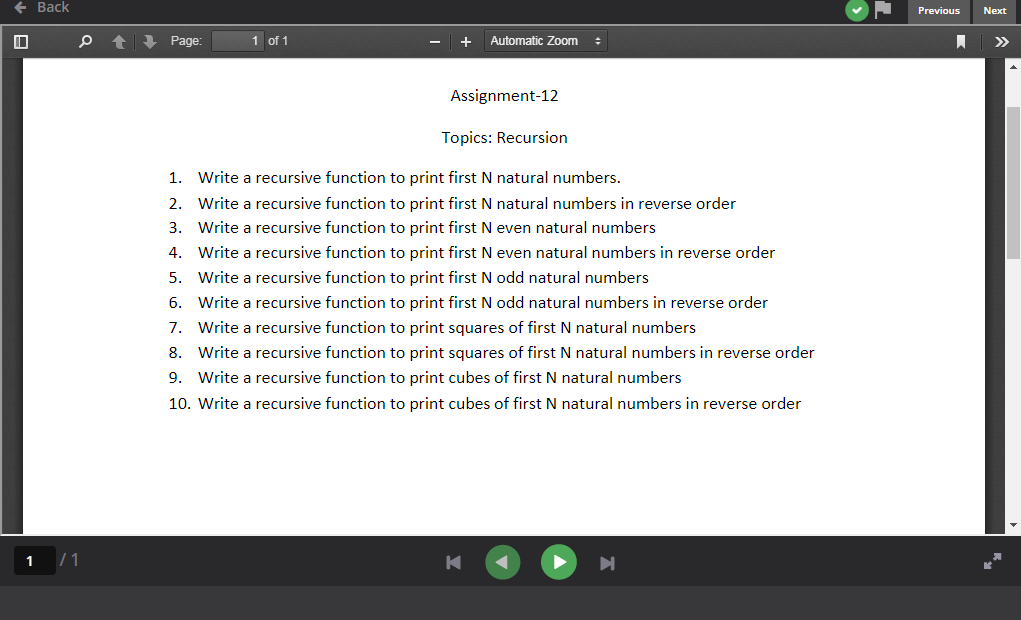 Back
Previous
Next
Page: 1 of 1
Automatic Zoom
Assignment-12
Topics: Recursion
1. Write a recursive function to print first N natural numbers.
2. Write a recursive function to print first N natural numbers in reverse order
3. Write a recursive function to print first N even natural numbers
4. Write a recursive function to print first N even natural numbers in reverse order
5. Write a recursive function to print first N odd natural numbers
6. Write a recursive function to print first N odd natural numbers in reverse order
7. Write a recursive function to print squares of first N natural numbers
8. Write a recursive function to print squares of first N natural numbers in reverse order
9. Write a recursive function to print cubes of first N natural numbers
10. Write a recursive function to print cubes of first N natural numbers in reverse order
1 / 1